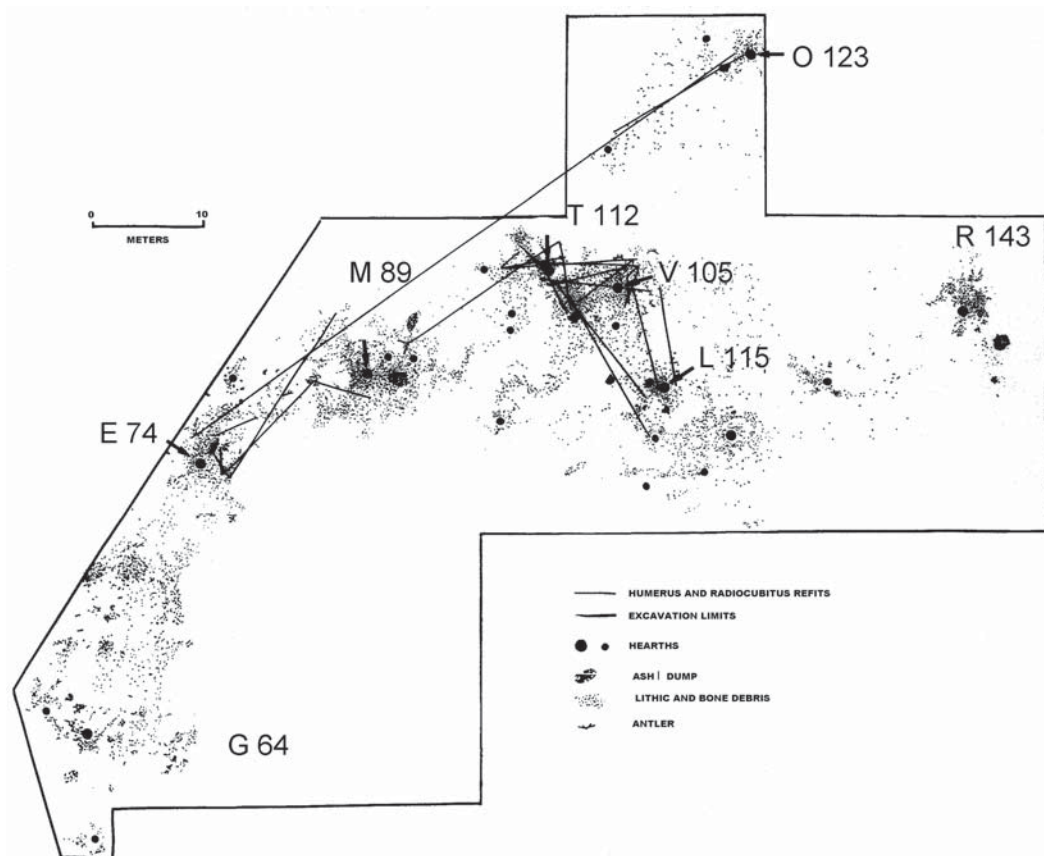 O 123
0 10
METERS
T 112
R 143
M 89
V 105
L 115
E 74
HUMERUS AND RADIOCUBITUS REFITS
EXCAVATION LIMITS
HEARTHS
ASH | DUMP
LITHIC AND BONE DEBRIS
ANTLER
G 64